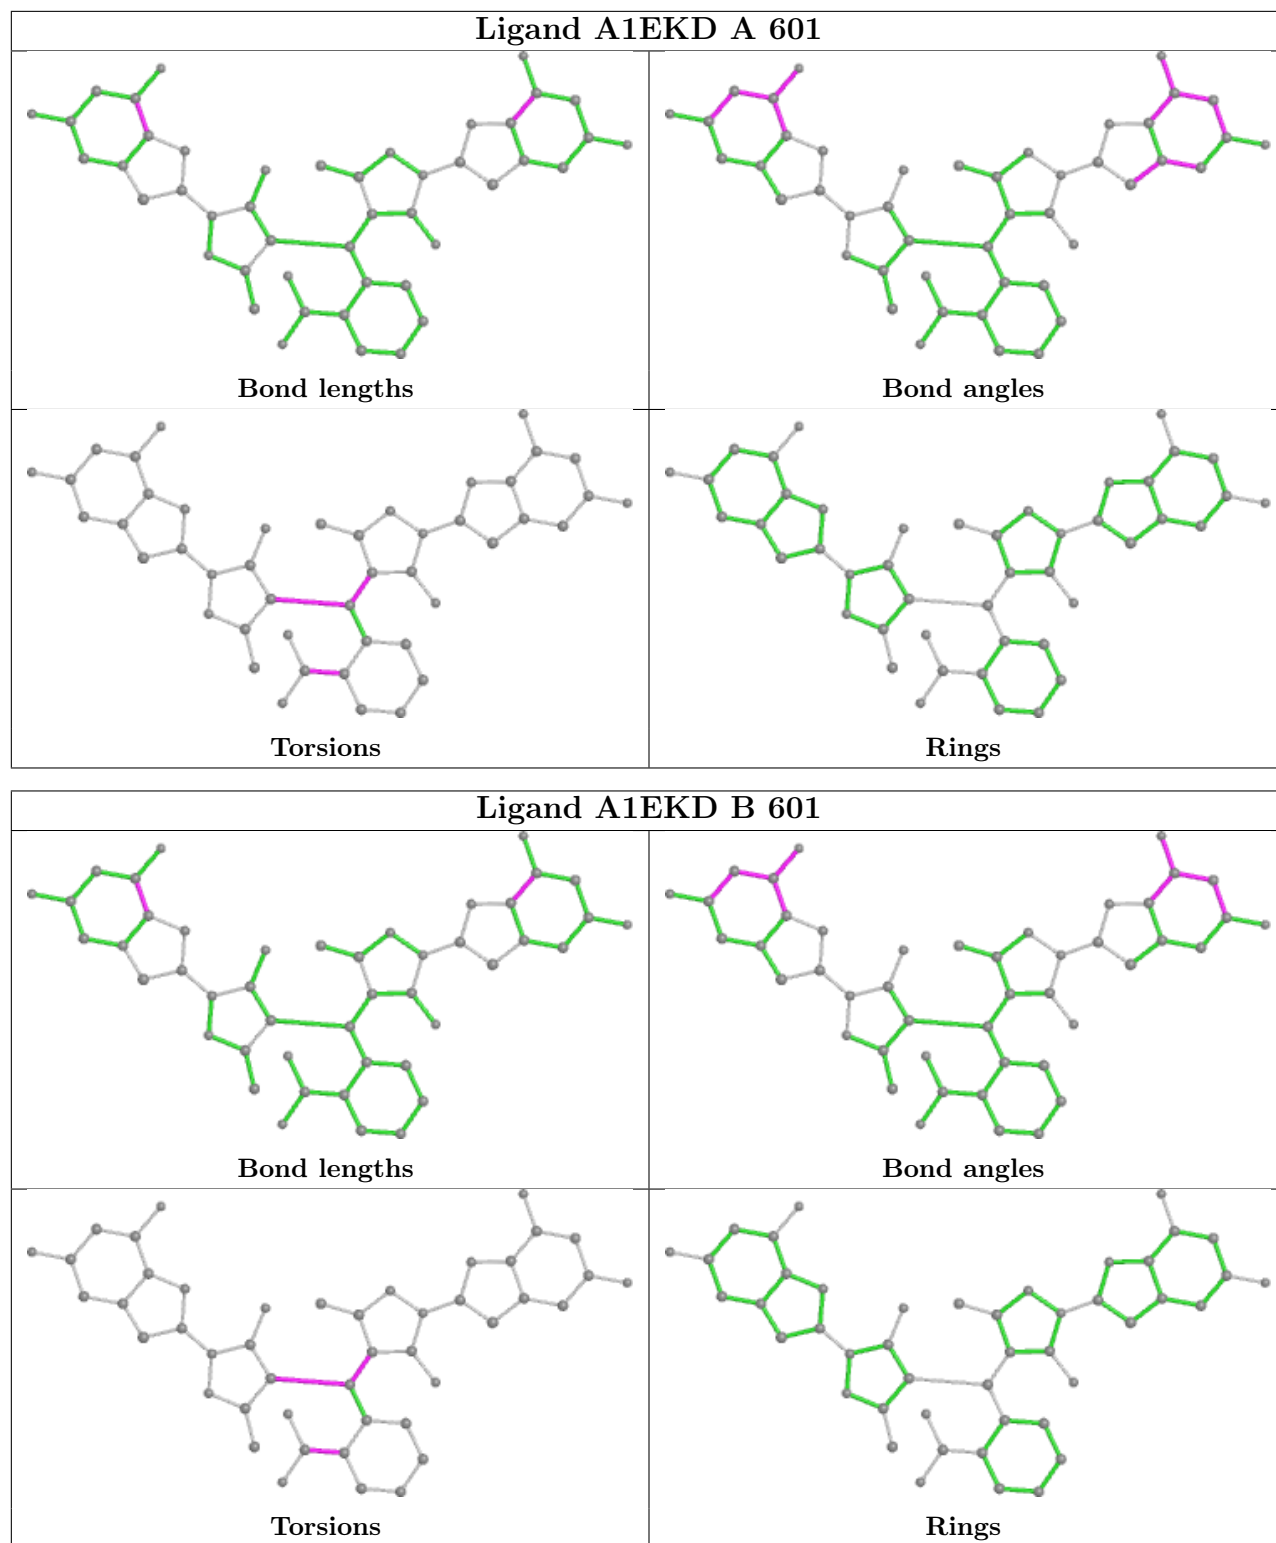 Ligand A1EKD A 601
Bond lengths
Bond angles
Torsions
Rings
Ligand A1EKD B 601
Bond lengths
Bond angles
Torsions
Rings